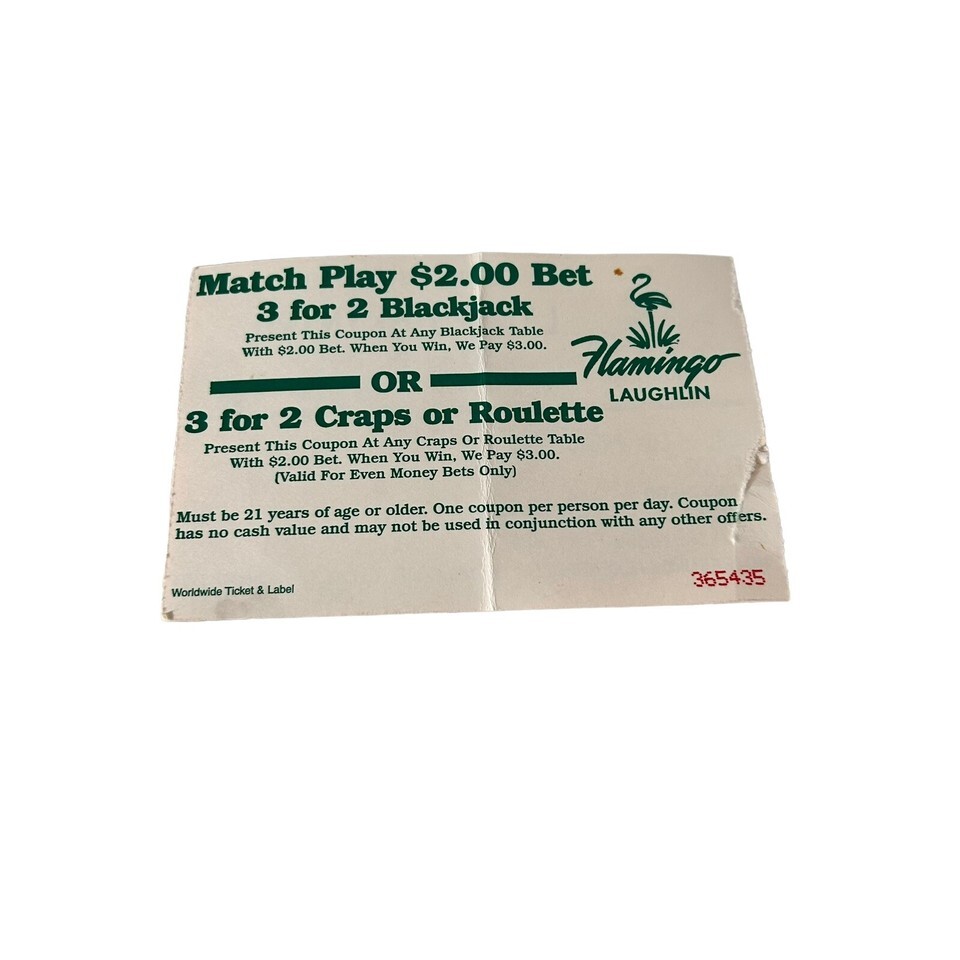 Match Play $2.00 Bet
3 for 2 Blackjack
Present This Coupon At Any Blackjack Table
With $2.00 Bet. When You Win, We Pay $3.00.
OR
3 for 2 Craps or Roulette
Present This Coupon At Any Craps Or Roulette Table
With $2.00 Bet. When You Win, We Pay $3.00.
(Valid For Even Money Bets Only)
Flamingo
LAUGHLIN
Must be 21 years of age or older. One coupon per person per day. Coupon
has no cash value and may not be used in conjunction with any other offers.
Worldwide Ticket & Label
365435